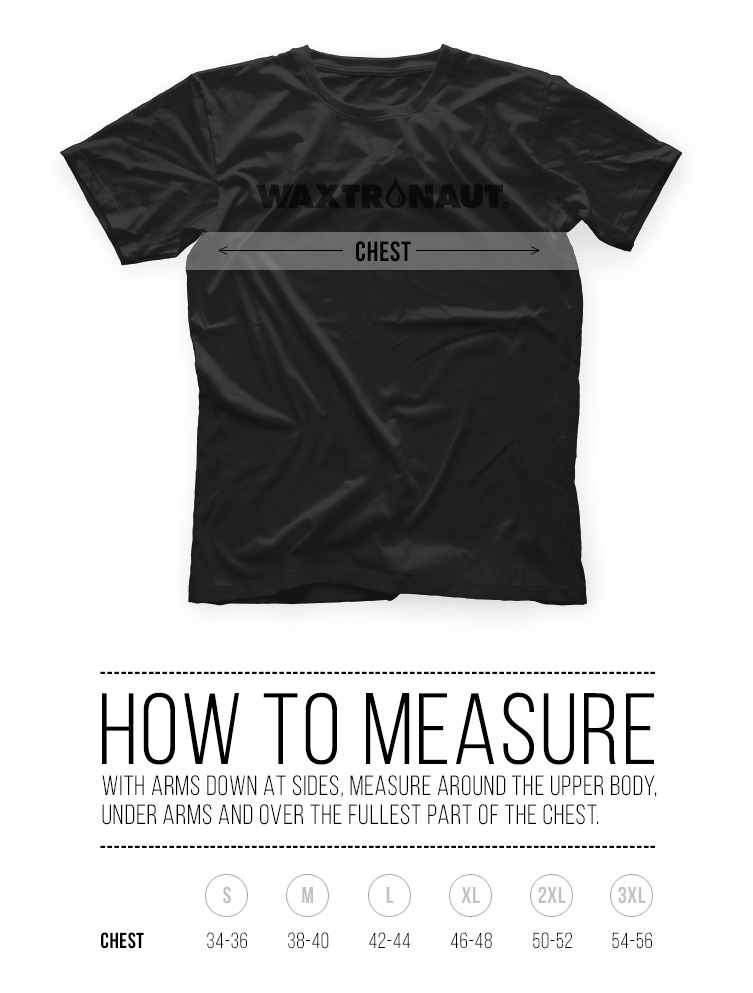 WAXTRONAUT
CHEST
HOW TO MEASURE
WITH ARMS DOWN AT SIDES, MEASURE AROUND THE UPPER BODY,
UNDER ARMS AND OVER THE FULLEST PART OF THE CHEST.
S M L XL 2XL 3XL
CHEST 34-36 38-40 42-44 46-48 50-52 54-56